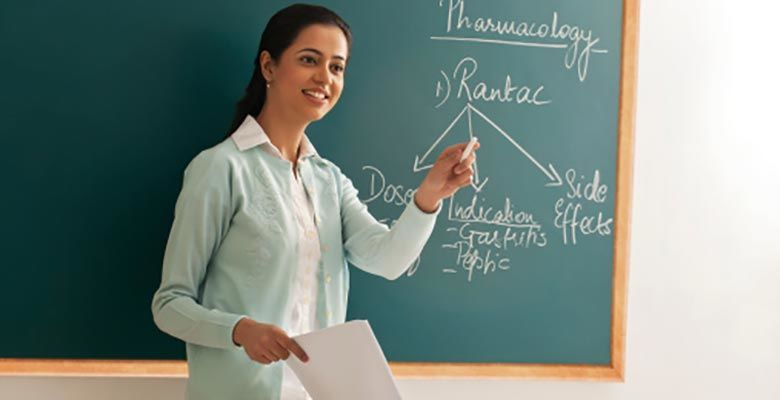 Pharmacology
1) Rantac
Dose
Indication
- Gastritis
- Peptic
Side
Effects